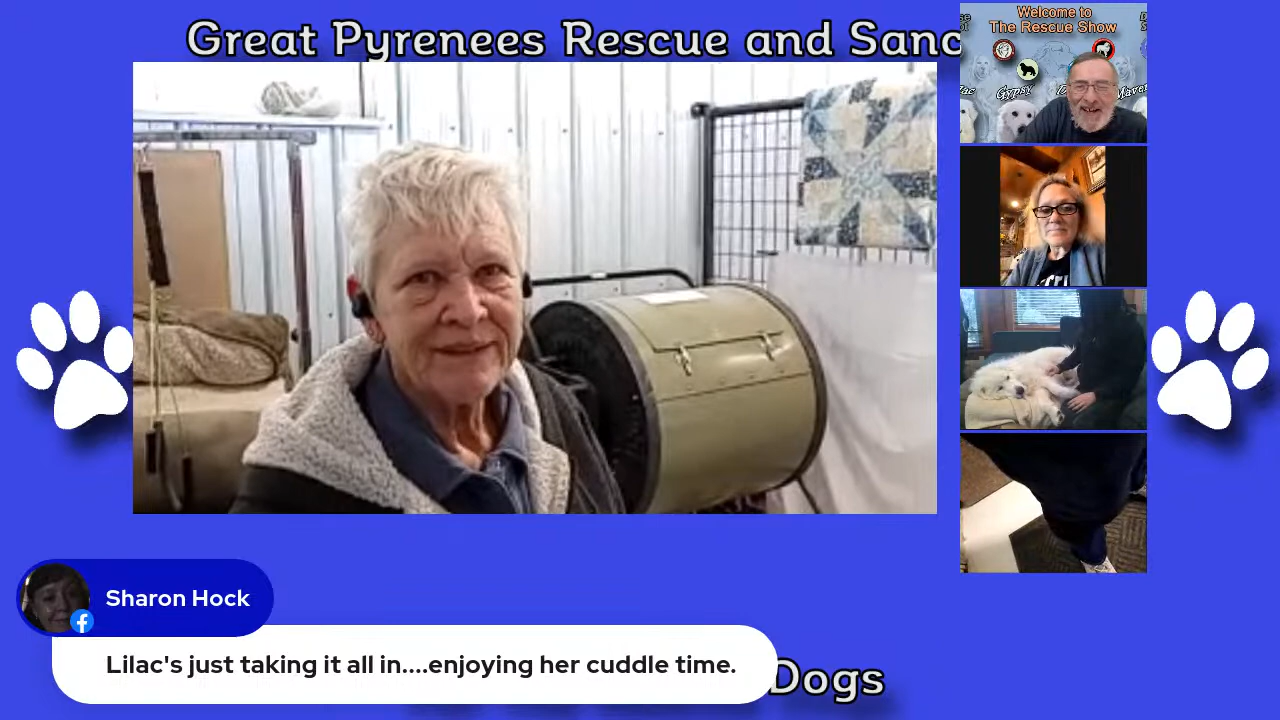 Great Pyrenees Rescue and Sanc
Welcome to
The Rescue Show
Gypsy
Sharon Hock
Lilac's just taking it all in....enjoying her cuddle time.
Dogs